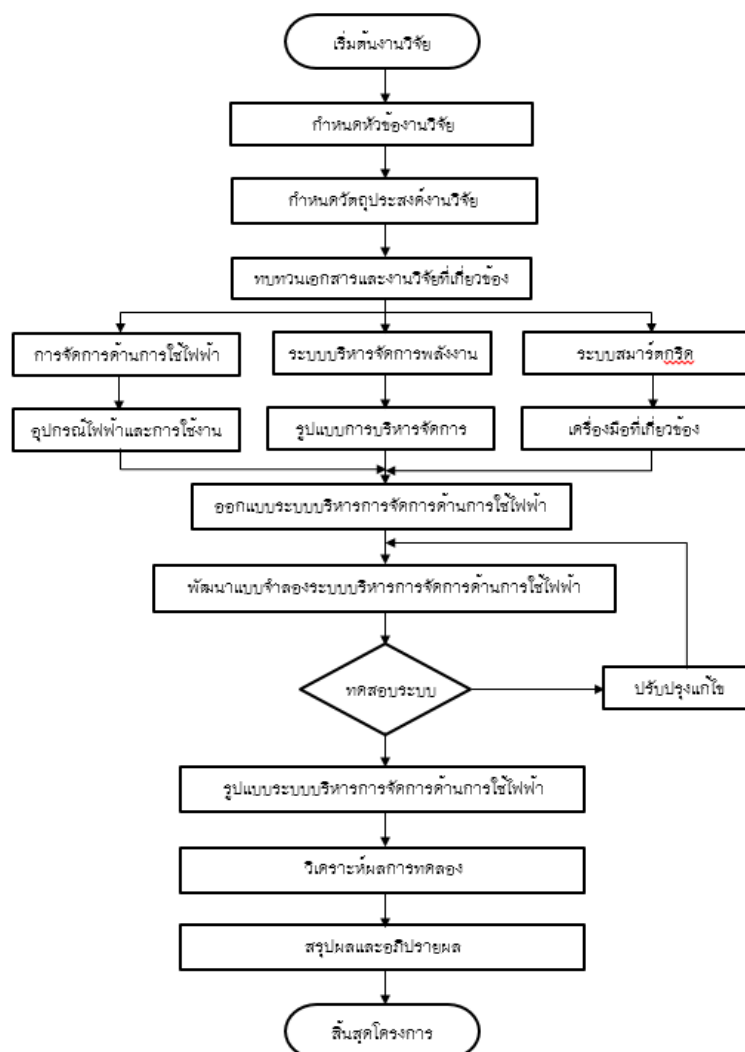 เริ่มต้นงานวิจัย
กำหนดหัวข้องานวิจัย
กำหนดวัตถุประสงค์งานวิจัย
ทบทวนเอกสารและงานวิจัยที่เกี่ยวข้อง
การจัดการด้านการใช้ไฟฟ้า
ระบบบริหารจัดการพลังงาน
ระบบสมาร์ตกริด
อุปกรณ์ไฟฟ้าและการใช้งาน
รูปแบบการบริหารจัดการ
เครื่องมือที่เกี่ยวข้อง
ออกแบบระบบบริหารการจัดการด้านการใช้ไฟฟ้า
พัฒนาแบบจำลองระบบบริหารการจัดการด้านการใช้ไฟฟ้า
ทดสอบระบบ
ปรับปรุงแก้ไข
รูปแบบระบบบริหารการจัดการด้านการใช้ไฟฟ้า
วิเคราะห์ผลการทดลอง
สรุปผลและอภิปรายผล
สิ้นสุดโครงการ